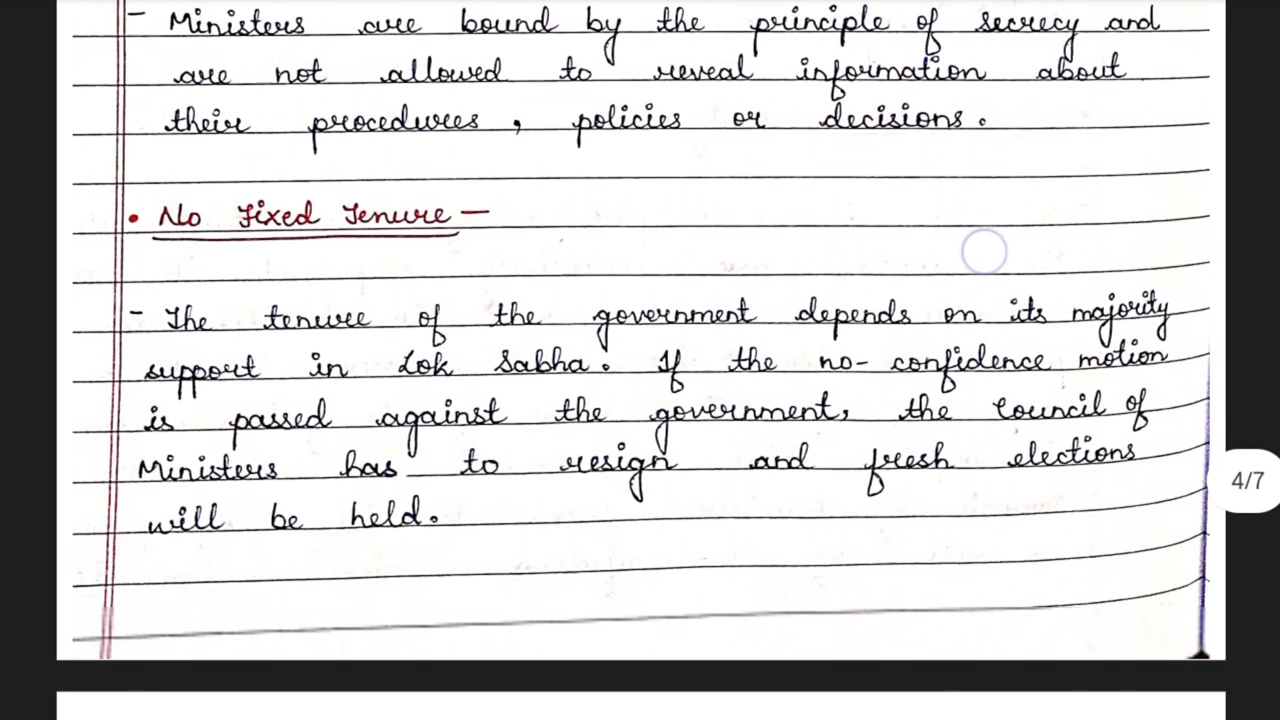 - Ministers are bound by the principle of secrecy and
are not allowed to reveal information about
their procedures, policies or decisions.
• No Fixed Tenure —
- The tenure of the government depends on its majority
support in Lok Sabha. If the no-confidence motion
is passed against the government, the Council of
Ministers has to resign and fresh elections
will be held.
4/7